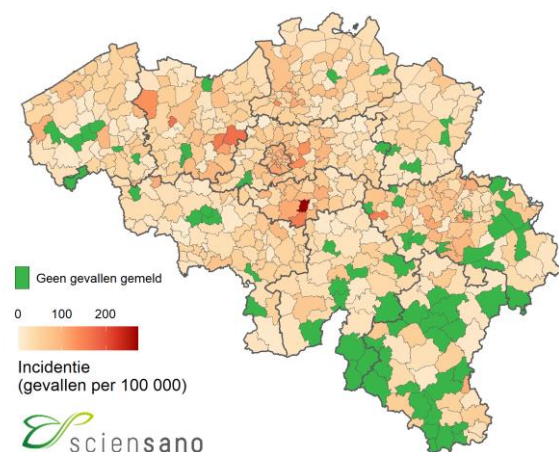 Geen gevallen gemeld
0 100 200
Incidentie
(gevallen per 100 000)
sciensano